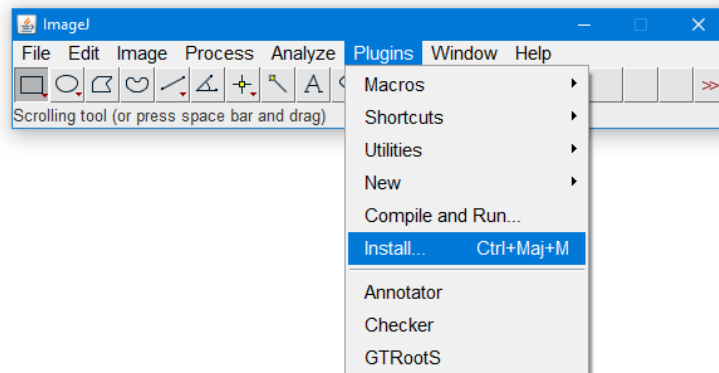 ImageJ
File Edit Image Process Analyze Plugins Window Help
A
Scrolling tool (or press space bar and drag)
Macros
Shortcuts
Utilities
New
Compile and Run...
Install... Ctrl+Maj+M
Annotator
Checker
GTRootS